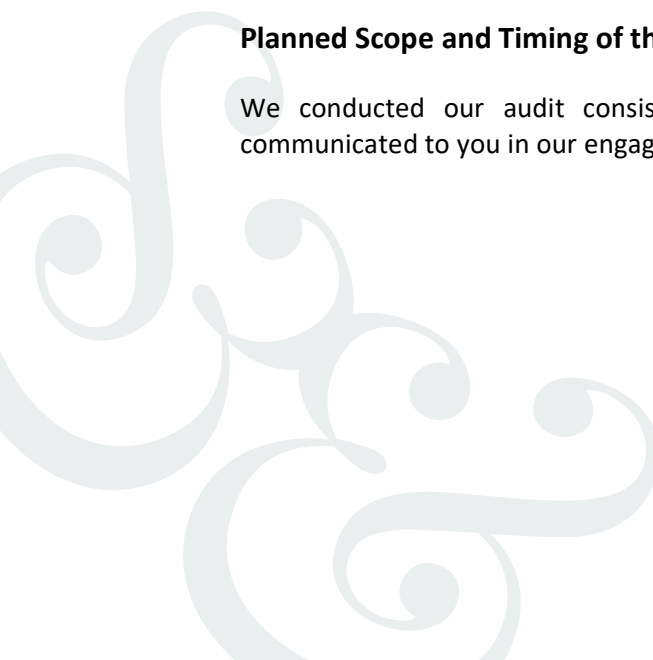 Planned Scope and Timing of th
We conducted our audit consis
communicated to you in our engag